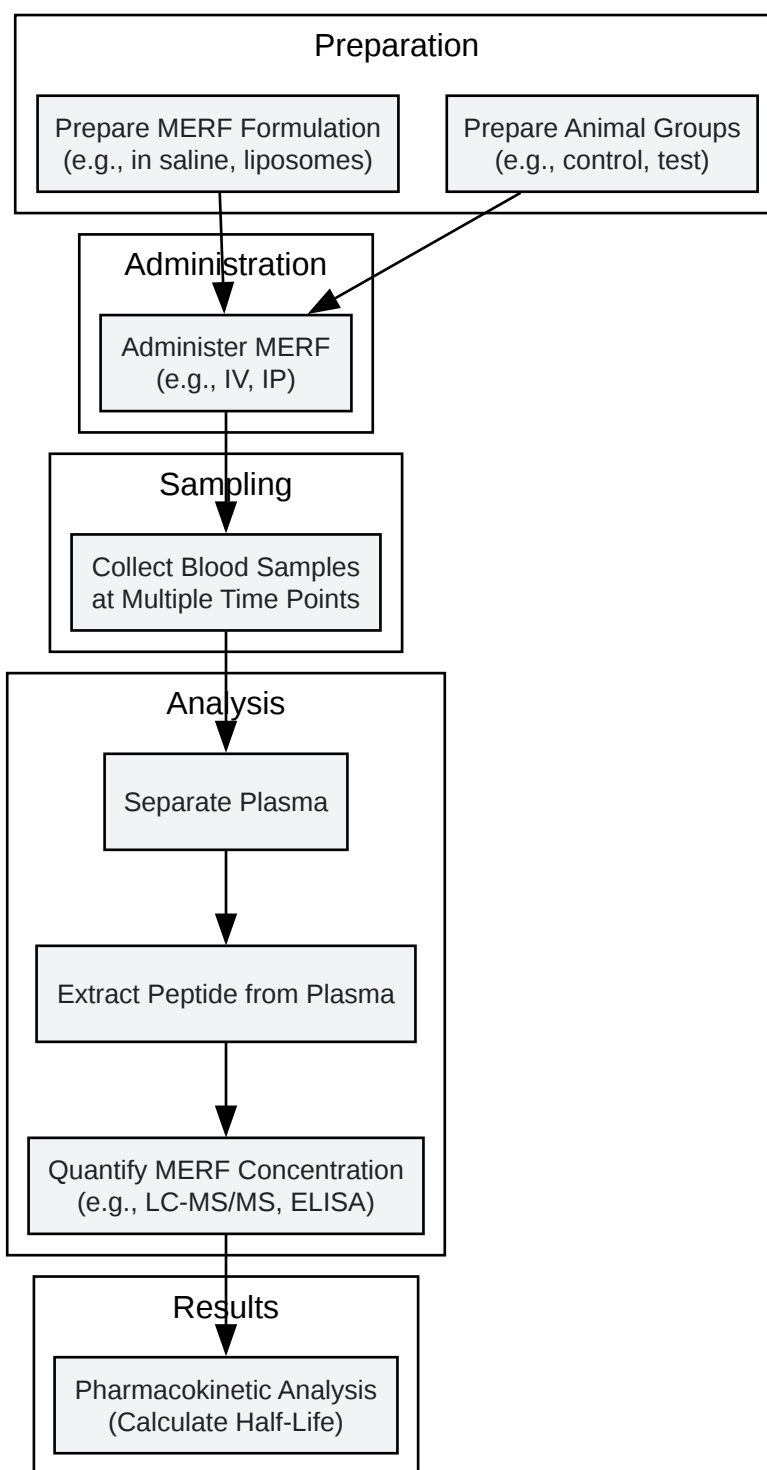 Preparation
Prepare MERF Formulation
(e.g., in saline, liposomes)
Prepare Animal Groups
(e.g., control, test)
Administration
Administer MERF
(e.g., IV, IP)
Sampling
Collect Blood Samples
at Multiple Time Points
Analysis
Separate Plasma
Extract Peptide from Plasma
Quantify MERF Concentration
(e.g., LC-MS/MS, ELISA)
Results
Pharmacokinetic Analysis
(Calculate Half-Life)